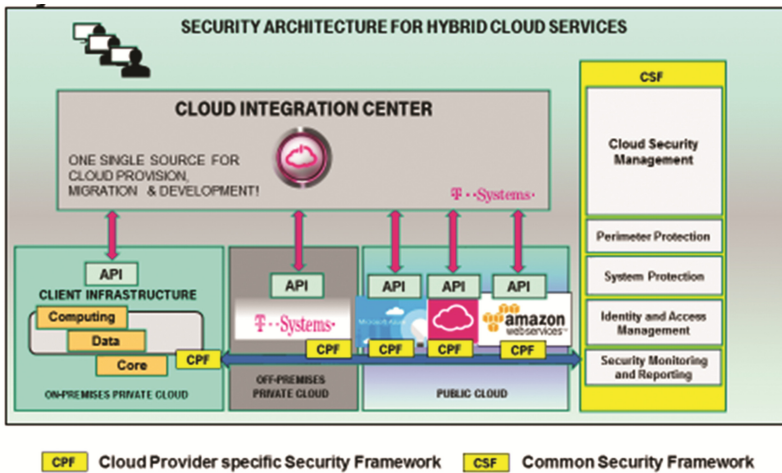 SECURITY ARCHITECTURE FOR HYBRID CLOUD SERVICES
CSF
CLOUD INTEGRATION CENTER
ONE SINGLE SOURCE FOR
CLOUD PROVISION,
MIGRATION & DEVELOPMENT!
T··Systems·
Cloud Security
Management
Perimeter Protection
System Protection
Identity and Access
Management
Security Monitoring
and Reporting
API
CLIENT INFRASTRUCTURE
Computing
Data
Core
CPF
ON-PREMISES PRIVATE CLOUD
API
T··Systems·
CPF
OFF-PREMISES
PRIVATE CLOUD
API
API
API
Microsoft Azure
amazon
webservices™
CPF
CPF
CPF
PUBLIC CLOUD
CPF Cloud Provider specific Security Framework CSF Common Security Framework